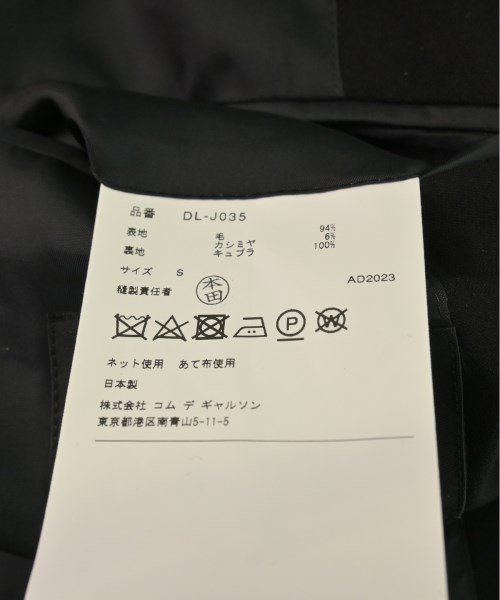 品番 DL-J035
表地 毛 94%
カシミヤ 6%
裏地 キュプラ 100%
サイズ S
AD2023
縫製責任者 本田
P W
ネット使用 あて布使用
日本製
株式会社 コム デ ギャルソン
東京都港区南青山5-11-5